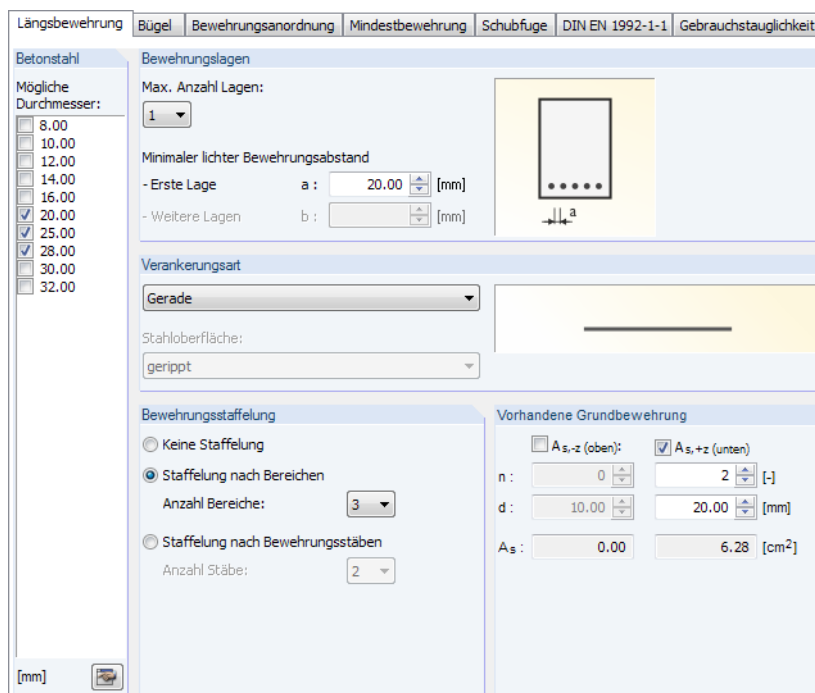 Längsbewehrung Bügel Bewehrungsanordnung Mindestbewehrung Schubfuge DIN EN 1992-1-1 Gebrauchstauglichkeit
Betonstahl
Mögliche
Durchmesser:
8.00
10.00
12.00
14.00
16.00
20.00
25.00
28.00
30.00
32.00
[mm]
Bewehrungslagen
Max. Anzahl Lagen:
1
Minimaler lichter Bewehrungsabstand
- Erste Lage a : 20.00 [mm]
- Weitere Lagen b : [mm]
a
Verankerungsart
Gerade
Stahloberfläche:
gerippt
Bewehrungsstaffelung
Keine Staffelung
Staffelung nach Bereichen
Anzahl Bereiche: 3
Staffelung nach Bewehrungsstäben
Anzahl Stäbe: 2
Vorhandene Grundbewehrung
As,-z (oben): As,+z (unten)
n : 0 2 [-]
d : 10.00 20.00 [mm]
As : 0.00 6.28 [cm²]